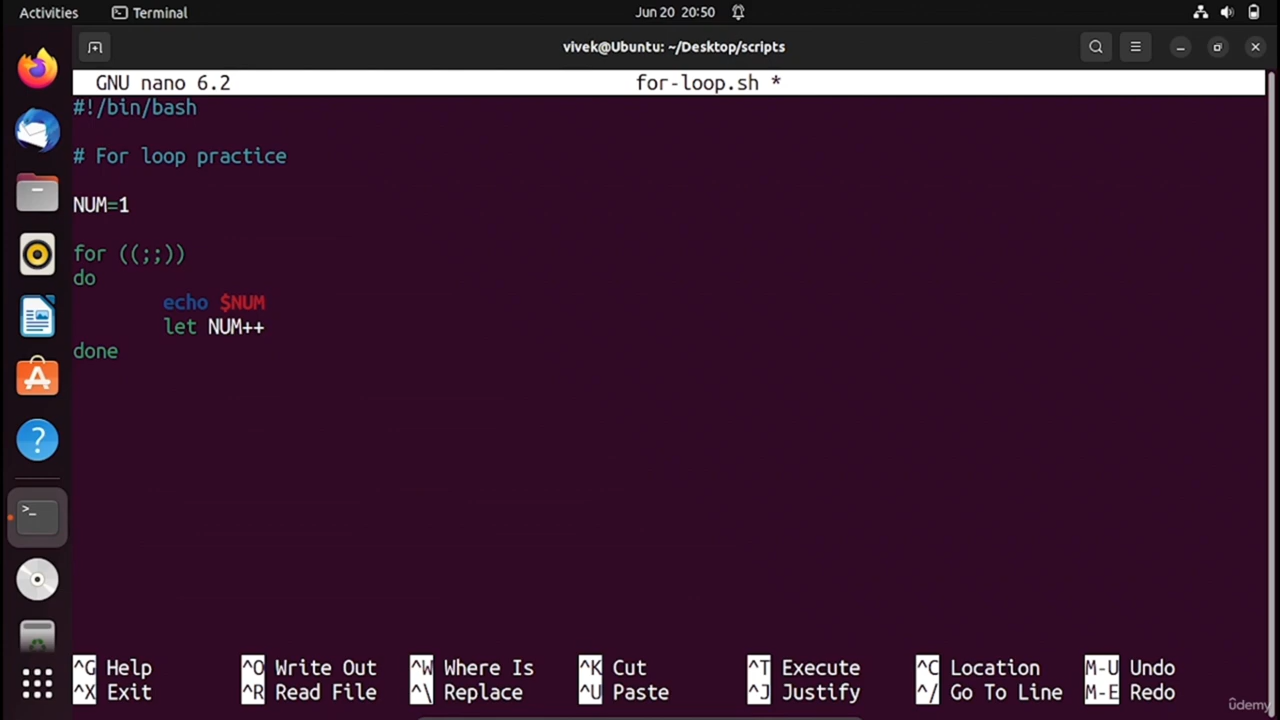 Activities Terminal Jun 20 20:50
vivek@Ubuntu: ~/Desktop/scripts
GNU nano 6.2 for-loop.sh *
#!/bin/bash
# For loop practice
NUM=1
for ((;;))
do
echo $NUM
let NUM++
done
^G Help ^O Write Out ^W Where Is ^K Cut ^T Execute ^C Location M-U Undo
^X Exit ^R Read File ^\ Replace ^U Paste ^J Justify ^/ Go To Line M-E Redo
ûdemy